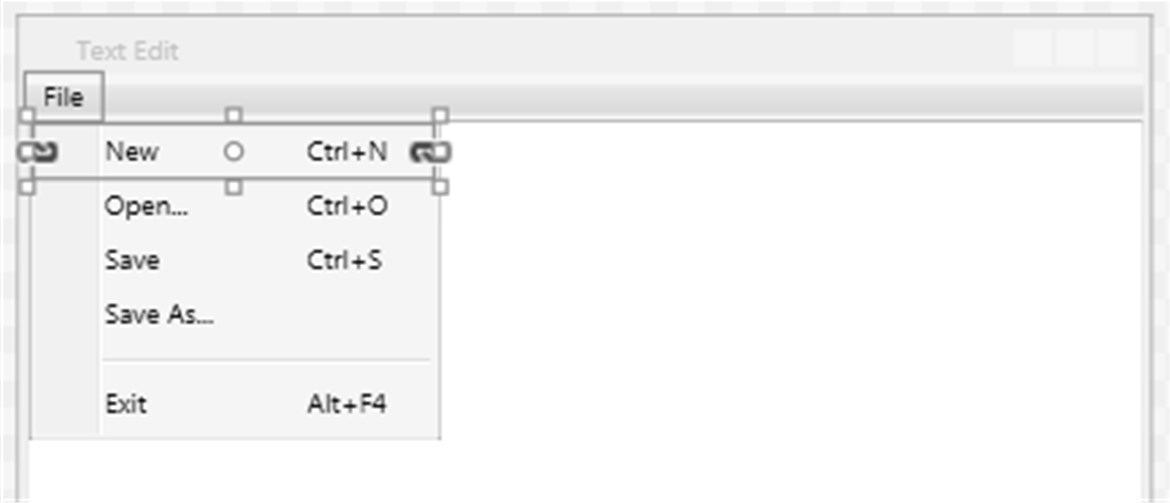 Text Edit
File
New Ctrl+N
Open... Ctrl+O
Save Ctrl+S
Save As...
Exit Alt+F4